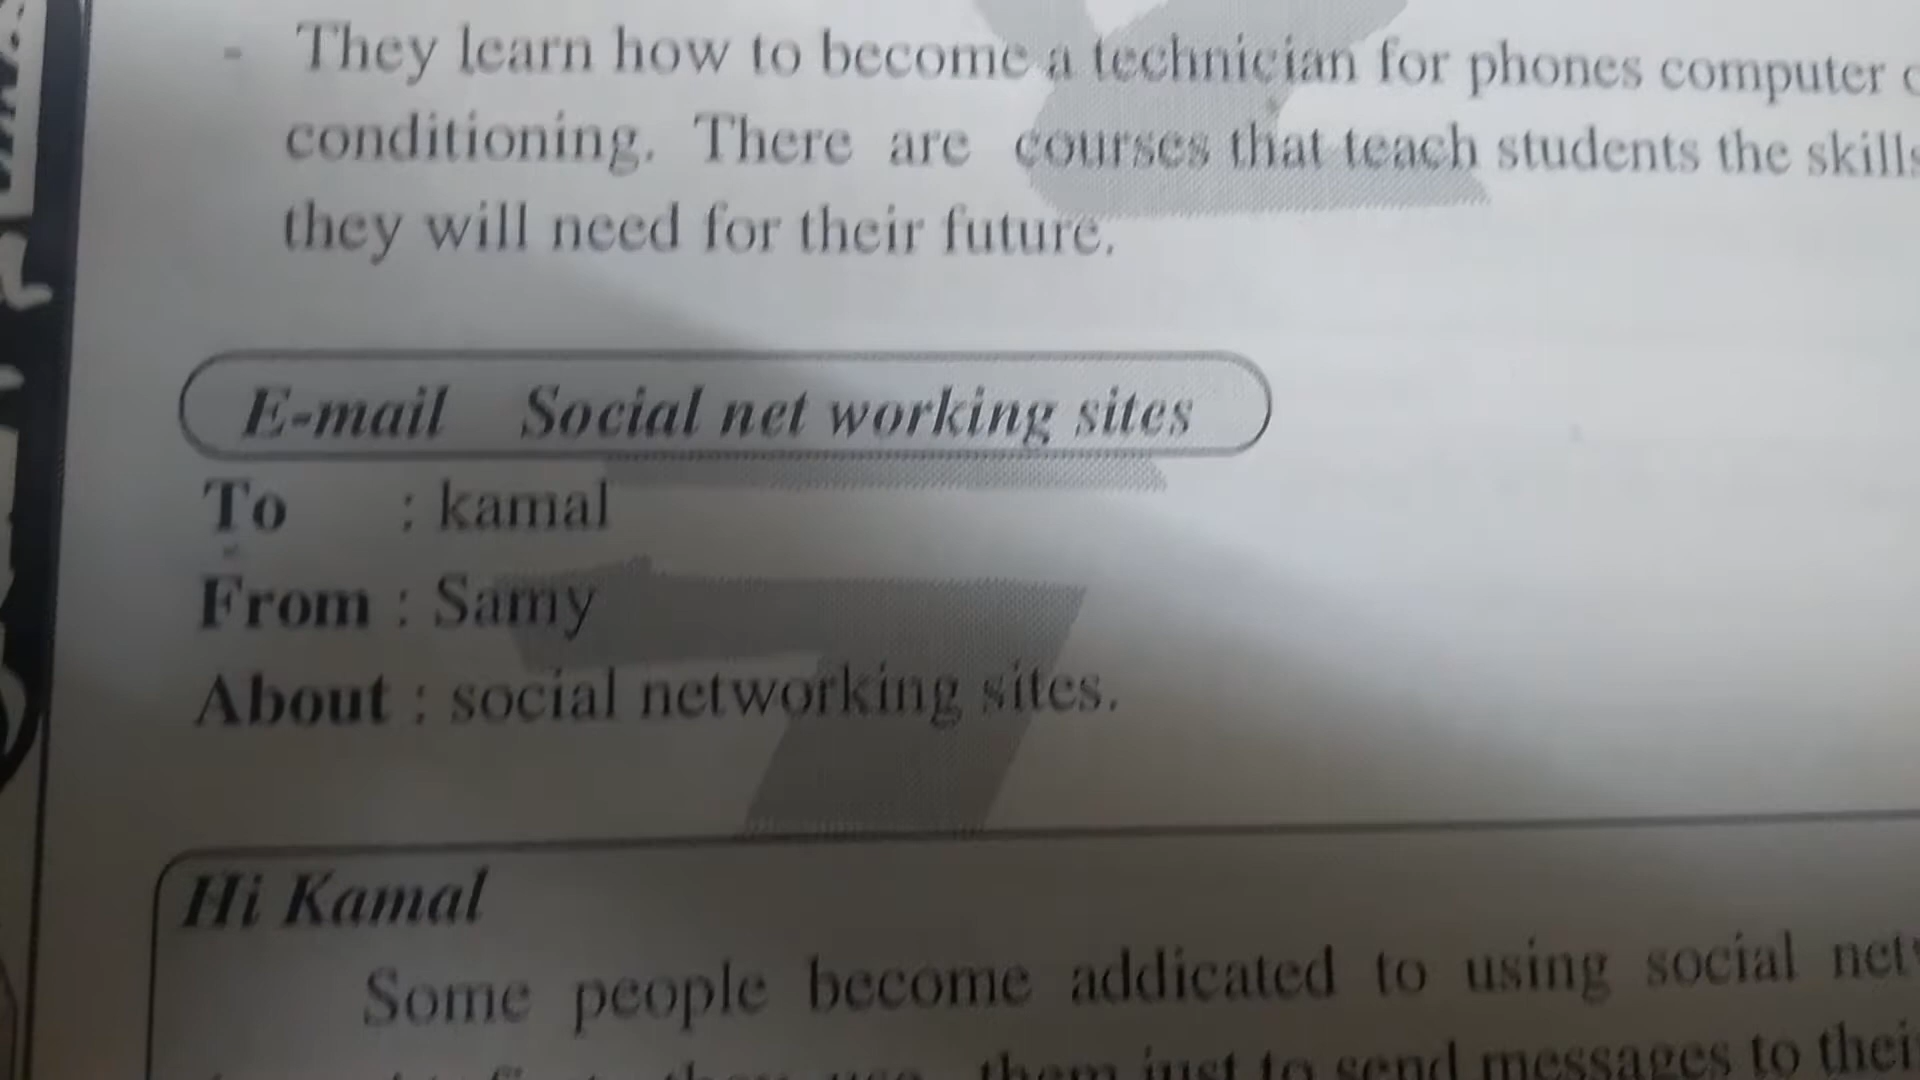 - They learn how to become a technician for phones computer
conditioning. There are courses that teach students the skills
they will need for their future.
E-mail Social net working sites
To : kamal
From : Samy
About : social networking sites.
Hi Kamal
Some people become addicated to using social
them just to send messages to